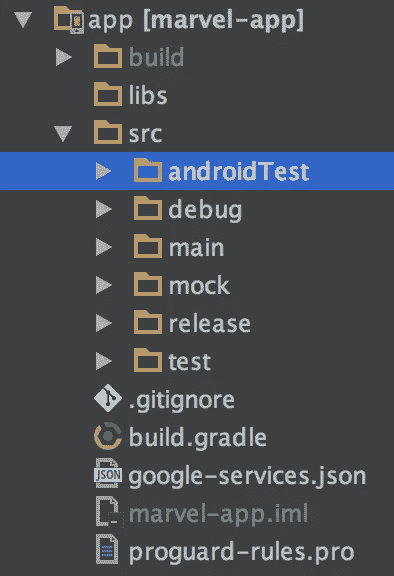 app [marvel-app]
build
libs
src
androidTest
debug
main
mock
release
test
.gitignore
build.gradle
JSON google-services.json
marvel-app.iml
proguard-rules.pro